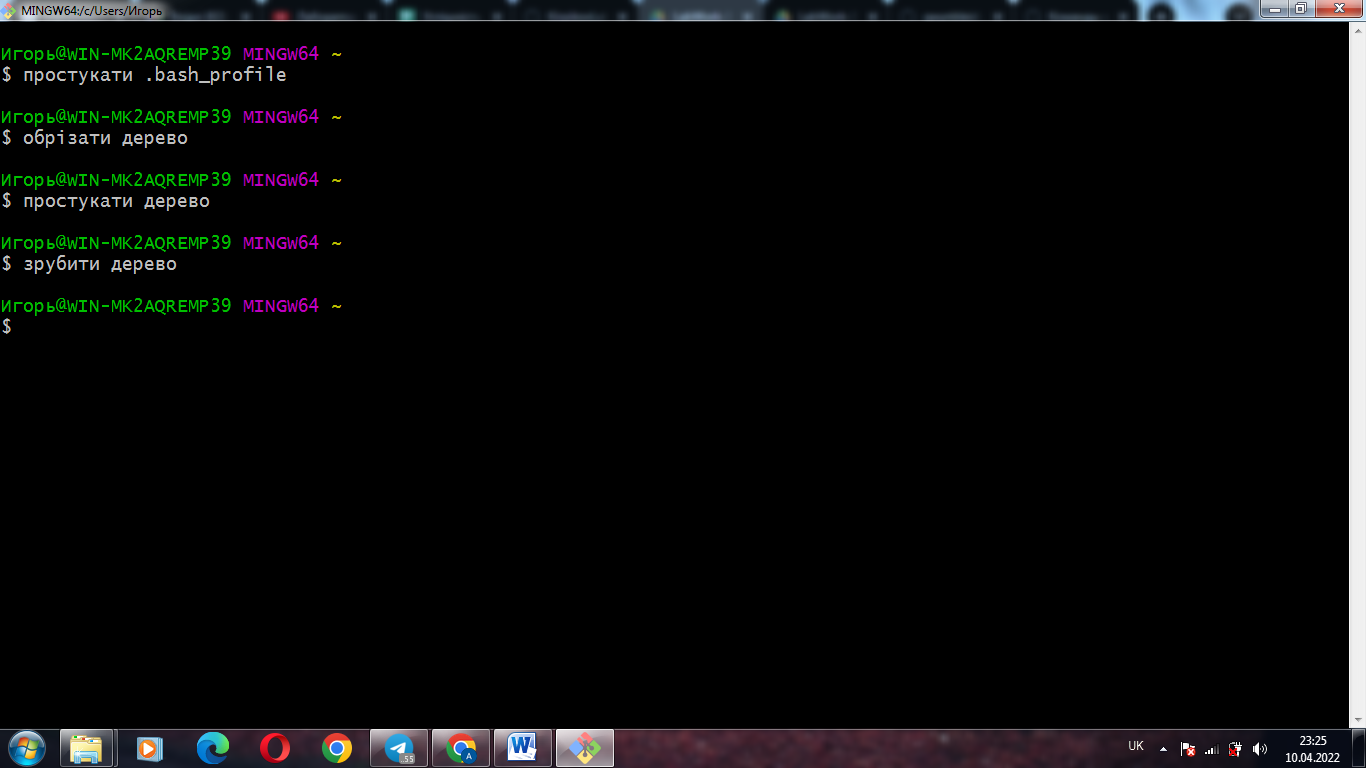 MINGW64:/c/Users/Игорь
Игорь@WIN-MK2AQREMP39 MINGW64 ~
$ простукати .bash_profile
Игорь@WIN-MK2AQREMP39 MINGW64 ~
$ обрізати дерево
Игорь@WIN-MK2AQREMP39 MINGW64 ~
$ простукати дерево
Игорь@WIN-MK2AQREMP39 MINGW64 ~
$ зрубити дерево
Игорь@WIN-MK2AQREMP39 MINGW64 ~
$
.55
A
W
UK
23:25
10.04.2022